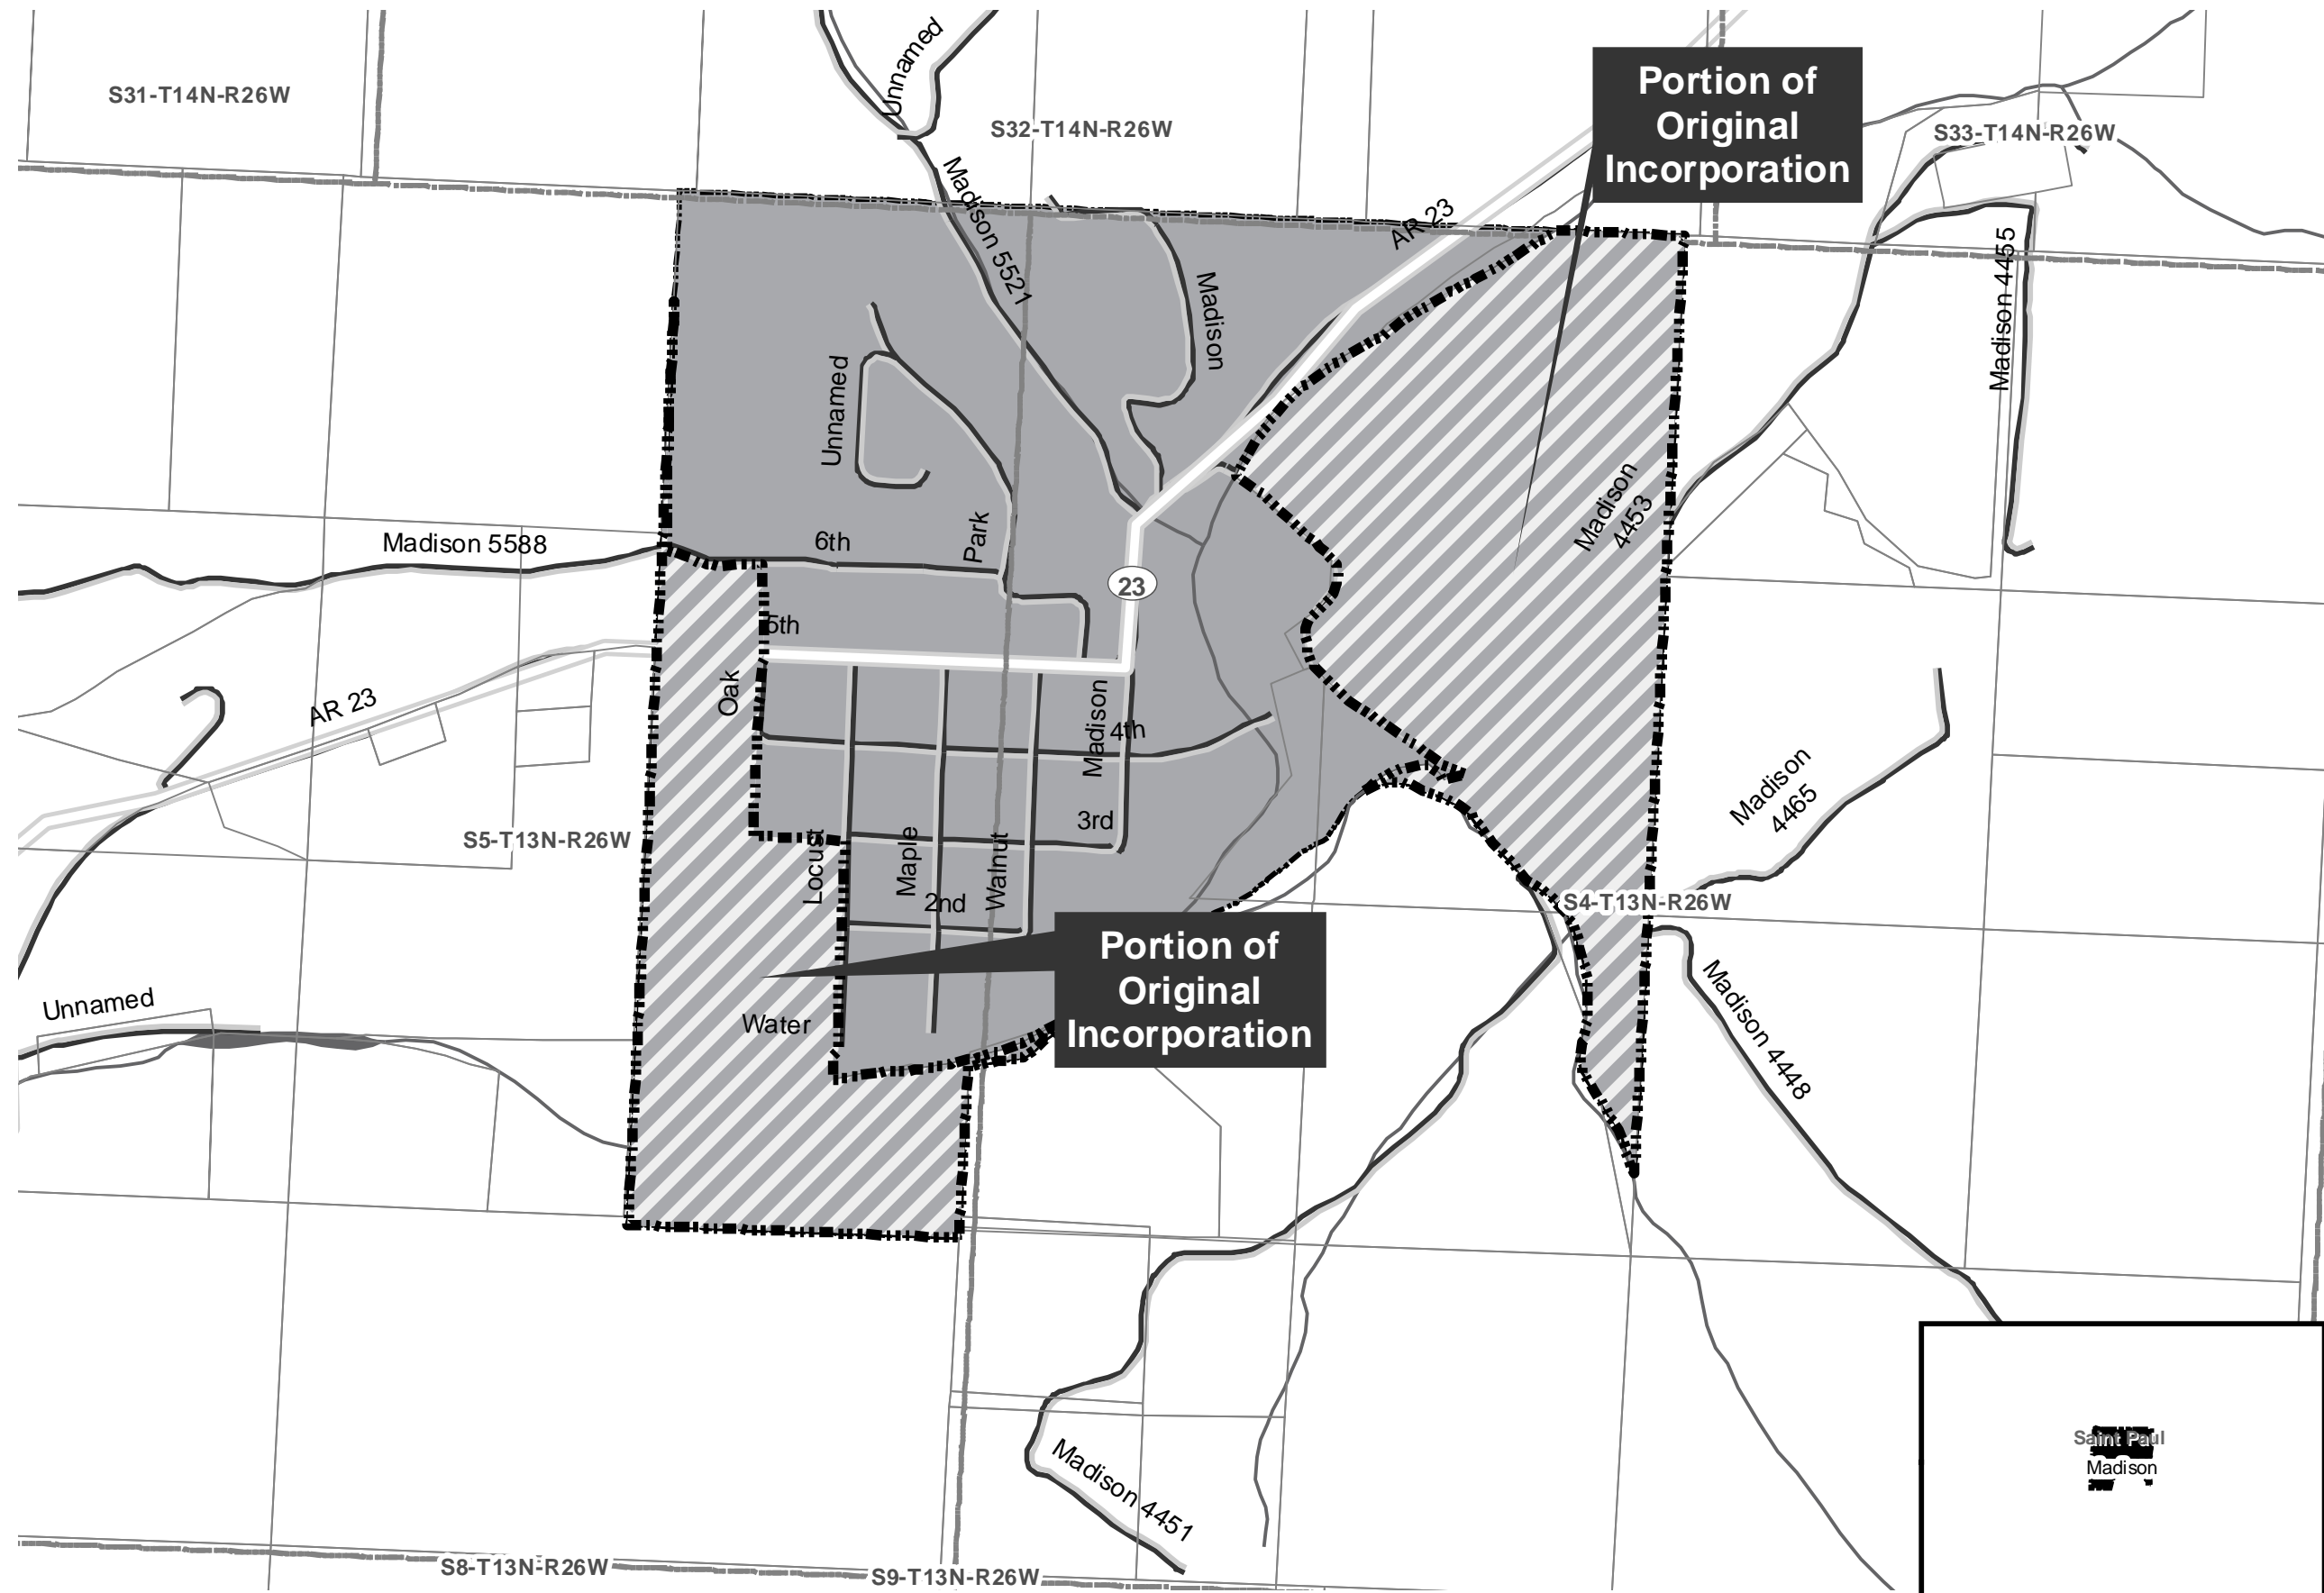 Unnamed
Portion of
Original
Incorporation
S31-T14N-R26W
S32-T14N-R26W
S33-T14N-R26W
Madison 5521
AR 23
Madison 4455
Madison
Unnamed
Madison
4453
Park
Madison 5588
6th
23
5th
Oak
AR 23
Madison
4th
Madison
4465
3rd
S5-T13N-R26W
Locust
Maple
Walnut
2nd
S4-T13N-R26W
Portion of
Original
Incorporation
Unnamed
Water
Madison 4448
Saint Paul
Madison
Madison 4451
S8-T13N-R26W
S9-T13N-R26W